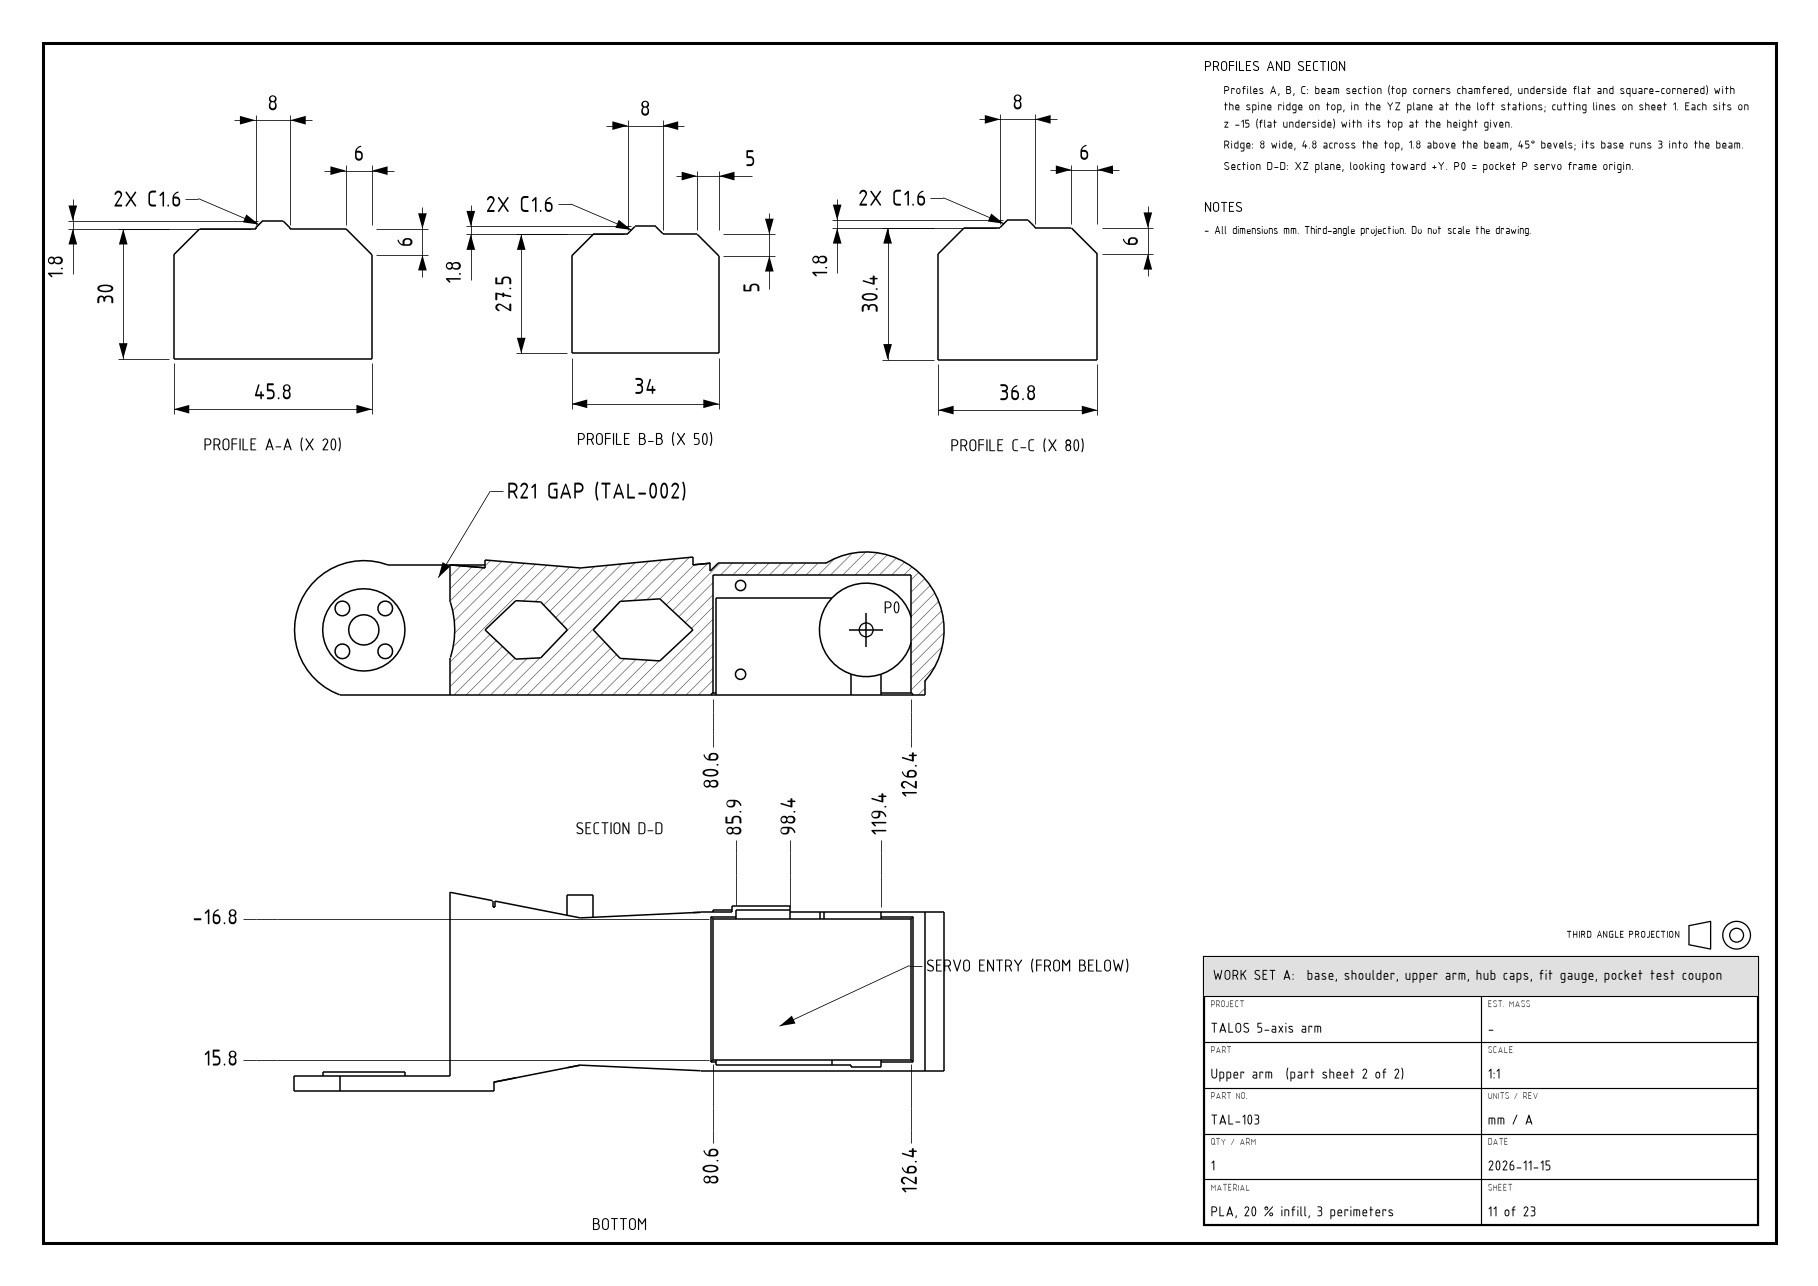 PROFILES AND SECTION
Profiles A, B, C: beam section (top corners chamfered, underside flat and square-cornered) with
the spine ridge on top, in the YZ plane at the loft stations; cutting lines on sheet 1. Each sits on
z -15 (flat underside) with its top at the height given.
Ridge: 8 wide, 4.8 across the top, 1.8 above the beam, 45° bevels; its base runs 3 into the beam.
Section D-D: XZ plane, looking toward +Y. P0 = pocket P servo frame origin.
NOTES
- All dimensions mm. Third-angle projection. Do not scale the drawing.
8
6
2X C1.6
1.8
30
6
45.8
PROFILE A-A (X 20)
8
5
2X C1.6
1.8
27.5
5
34
PROFILE B-B (X 50)
8
6
2X C1.6
1.8
30.4
6
36.8
PROFILE C-C (X 80)
R21 GAP (TAL-002)
P0
80.6
126.4
SECTION D-D
85.9
98.4
119.4
-16.8
SERVO ENTRY (FROM BELOW)
15.8
80.6
126.4
BOTTOM
THIRD ANGLE PROJECTION
WORK SET A: base, shoulder, upper arm, hub caps, fit gauge, pocket test coupon
PROJECT
TALOS 5-axis arm
EST. MASS
-
PART
Upper arm (part sheet 2 of 2)
SCALE
1:1
PART NO.
TAL-103
UNITS / REV
mm / A
QTY / ARM
1
DATE
2026-11-15
MATERIAL
PLA, 20 % infill, 3 perimeters
SHEET
11 of 23